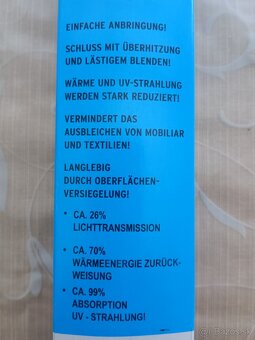 EINFACHE ANBRINGUNG!
SCHLUSS MIT ÜBERHITZUNG
UND LÄSTIGEM BLENDEN!
WÄRME UND UV-STRAHLUNG
WERDEN STARK REDUZIERT!
VERMINDERT DAS
AUSBLEICHEN VON MOBILIAR
UND TEXTILIEN!
LANGLEBIG
DURCH OBERFLÄCHEN-
VERSIEGELUNG!
• CA. 26%
LICHTTRANSMISSION
• CA. 70%
WÄRMEENERGIE ZURÜCK-
WEISUNG
• CA. 99%
ABSORPTION
UV - STRAHLUNG!